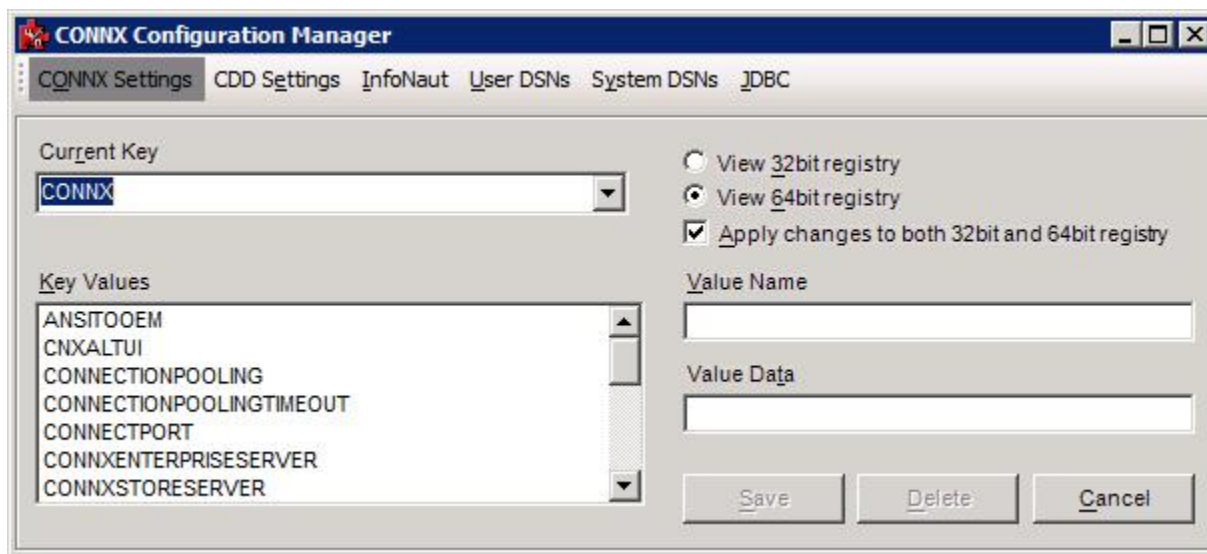 CONNX Configuration Manager
CONNX Settings CDD Settings InfoNaut User DSNs System DSNs JDBC
Current Key
CONNX
View 32bit registry
View 64bit registry
Apply changes to both 32bit and 64bit registry
Key Values
ANSITOOEM
CNXALTUI
CONNECTIONPOOLING
CONNECTIONPOOLINGTIMEOUT
CONNECTPORT
CONNXENTERPRISESERVER
CONNXSTORESERVER
Value Name
Value Data
Save Delete Cancel